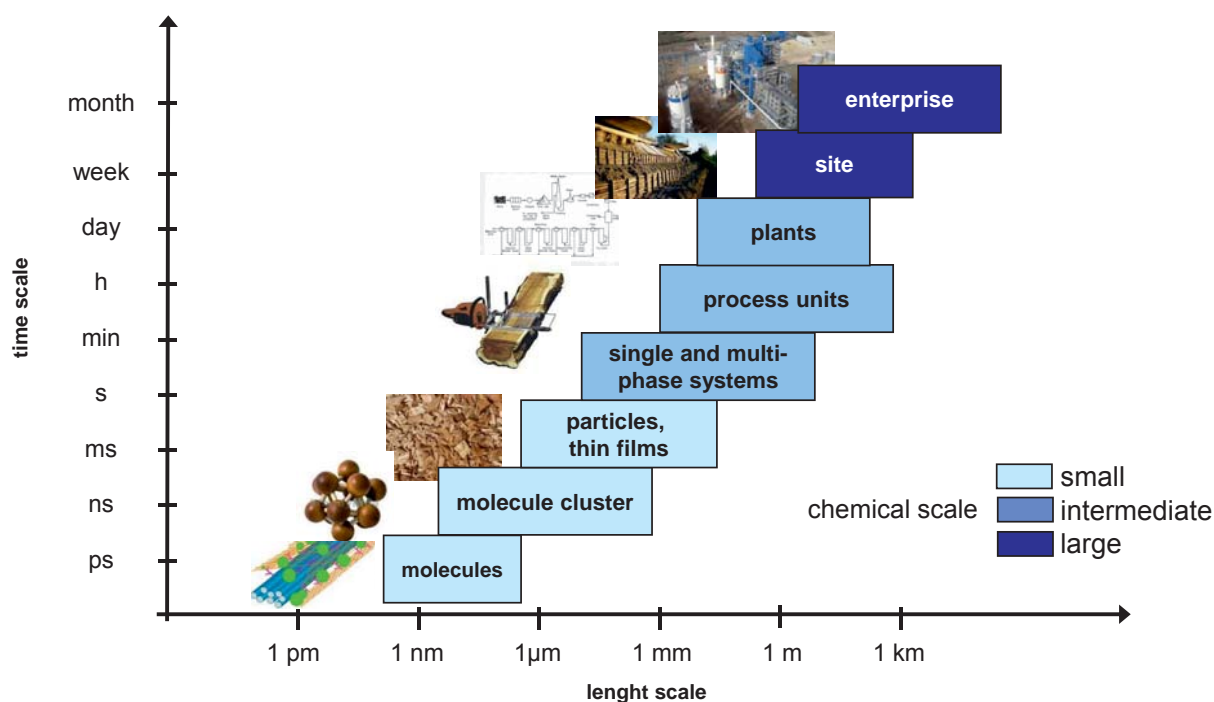 month
week
day
h
min
s
ms
ns
ps
time scale
enterprise
site
plants
process units
single and multi-
phase systems
particles,
thin films
molecule cluster
molecules
chemical scale
small
intermediate
large
1 pm
1 nm
1µm
1 mm
1 m
1 km
lenght scale